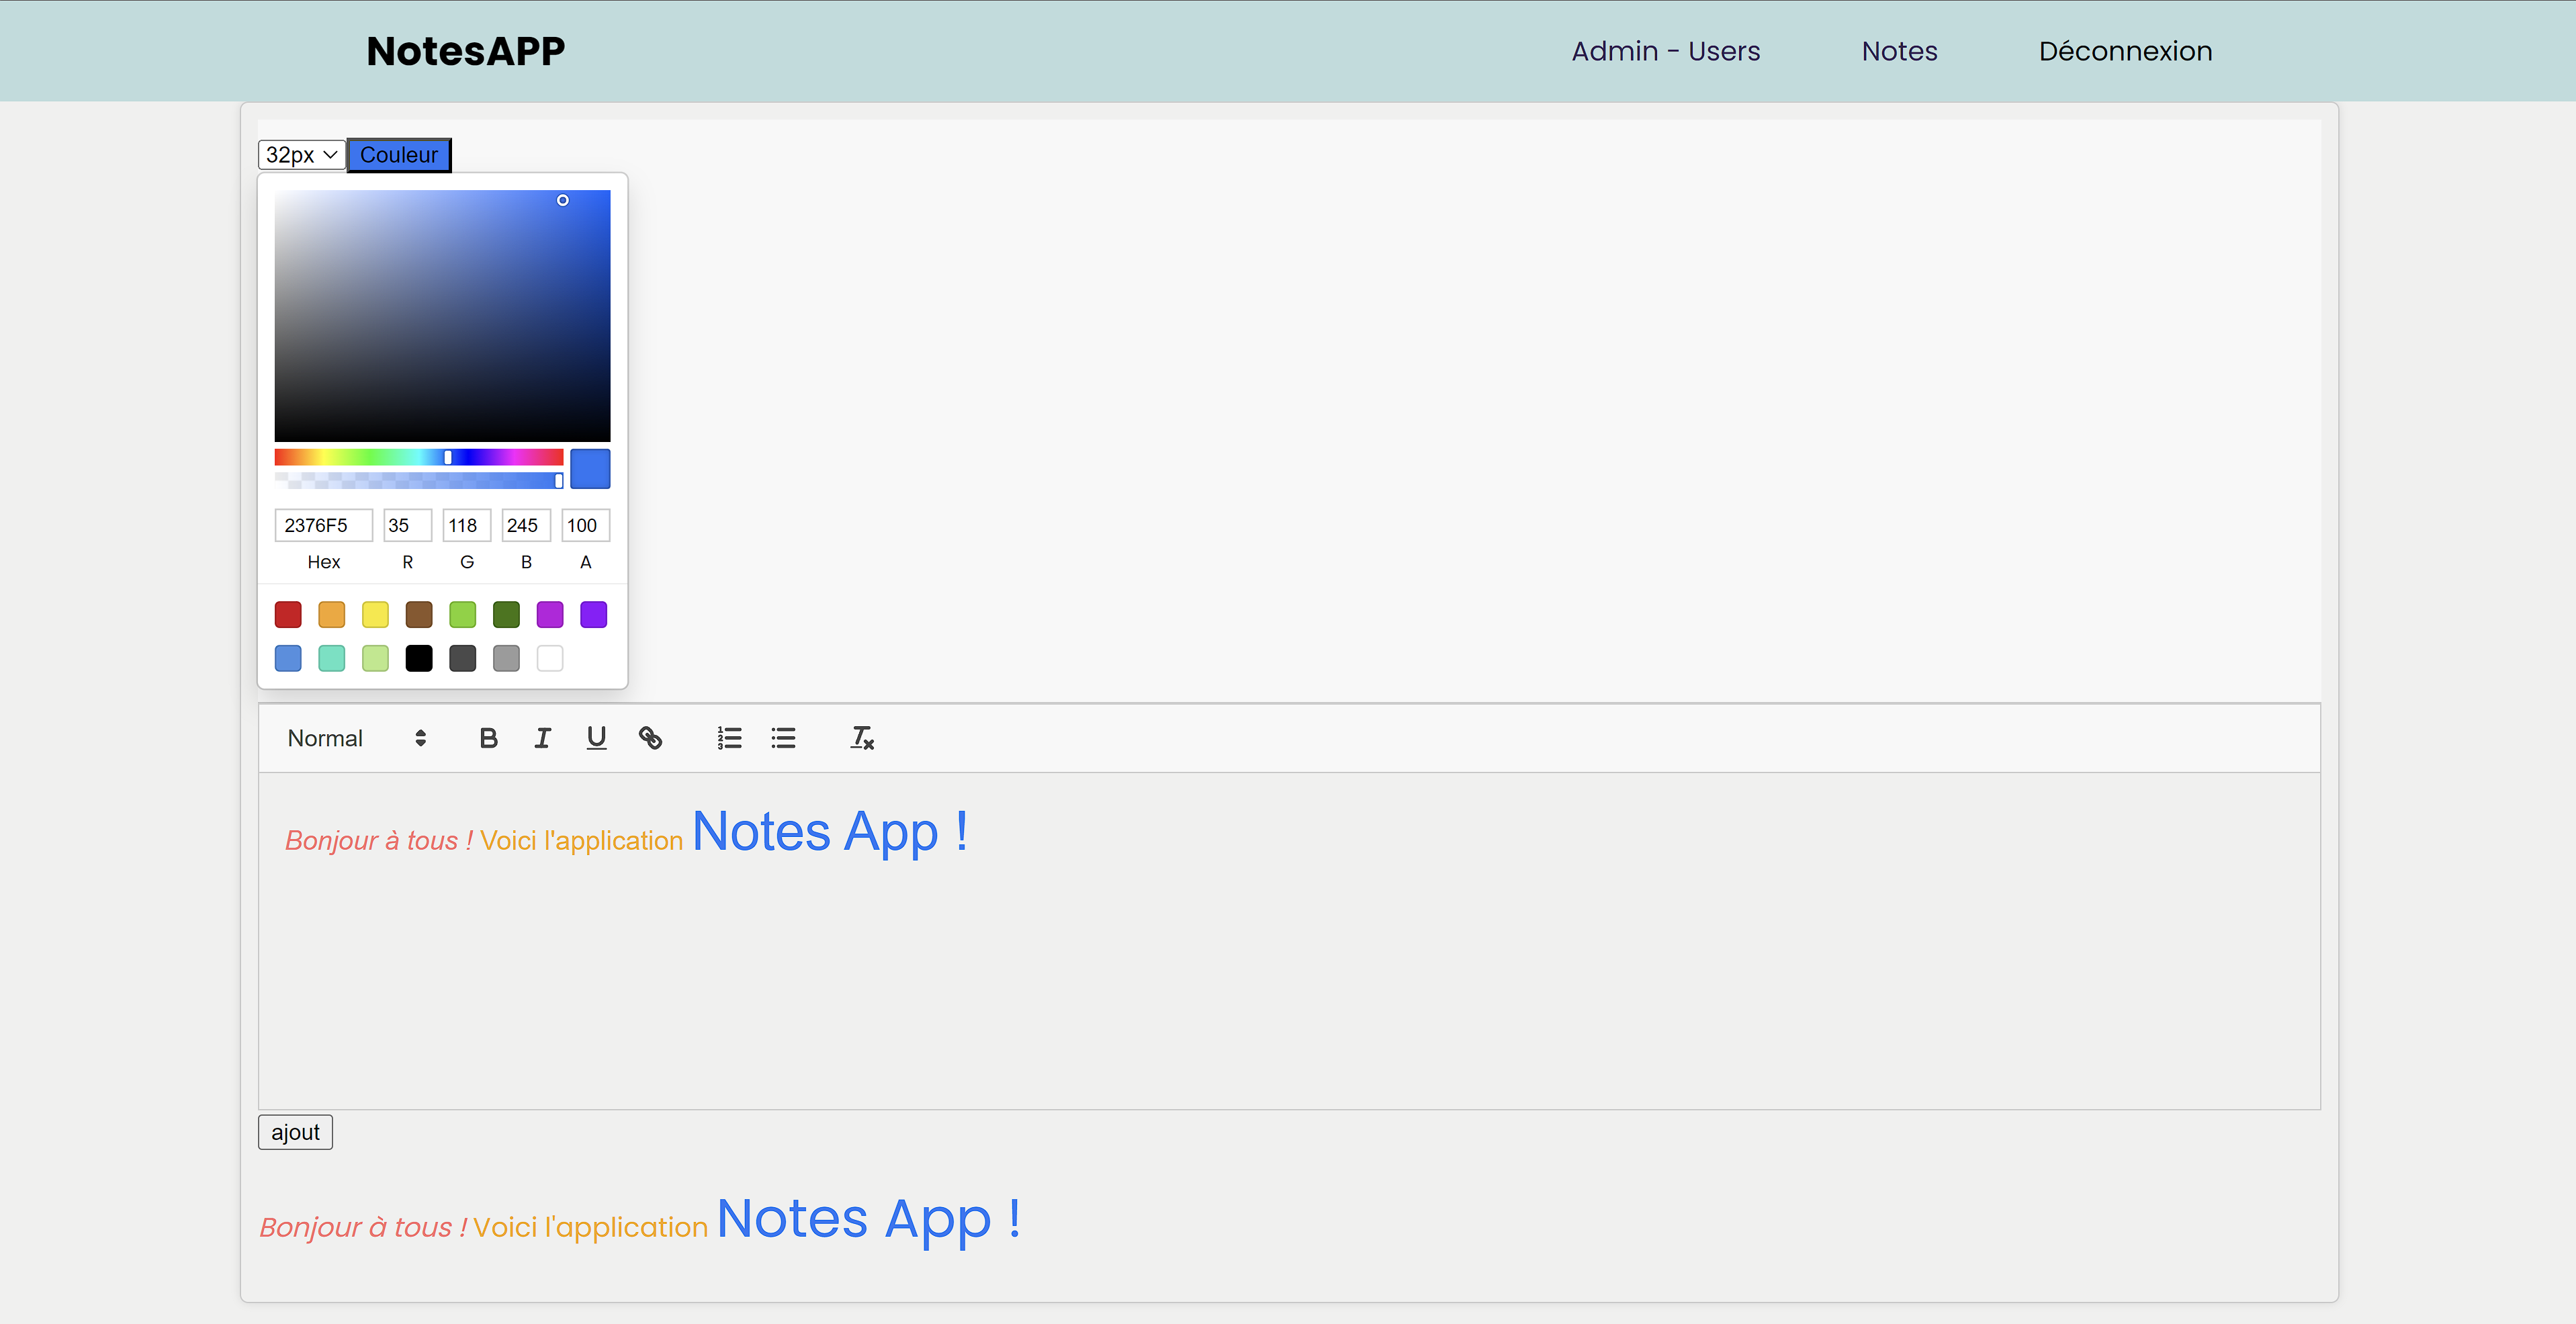 NotesAPP Admin - Users Notes Déconnexion
32px Couleur
2376F5 35 118 245 100
Hex R G B A
Normal B I U
Bonjour à tous ! Voici l'application Notes App !
ajout
Bonjour à tous ! Voici l'application Notes App !